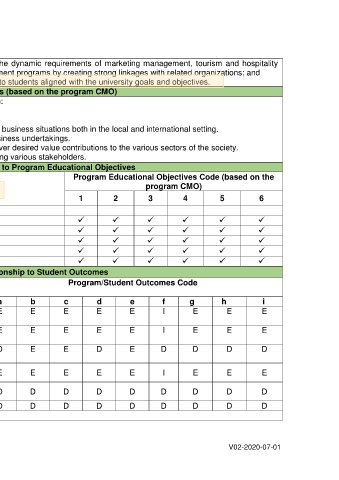 he dynamic requirements of marketing management, tourism and hospitality
ment programs by creating strong linkages with related organizations; and
to students aligned with the university goals and objectives.
s (based on the program CMO)
:
business situations both in the local and international setting.
siness undertakings.
ver desired value contributions to the various sectors of the society.
ng various stakeholders.
to Program Educational Objectives
Program Educational Objectives Code (based on the
program CMO)
1 2 3 4 5 6
✓ ✓ ✓ ✓ ✓ ✓
✓ ✓ ✓ ✓ ✓ ✓
✓ ✓ ✓ ✓ ✓ ✓
✓ ✓ ✓ ✓ ✓ ✓
✓ ✓ ✓ ✓ ✓ ✓
onship to Student Outcomes
Program/Student Outcomes Code
a b c d e f g h i
E E E E E I E E E
E E E E E I E E E
D E E D E D D D D
E E E E E I E E E
D D D D D D D D D
D D D D D D D D D
V02-2020-07-01